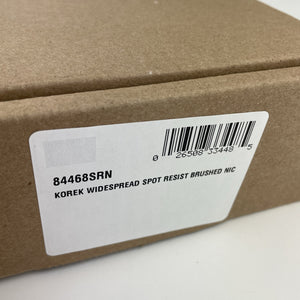 84468SRN
KOREK WIDESPREAD SPOT RESIST BRUSHED NIC
0 26508 33448 5